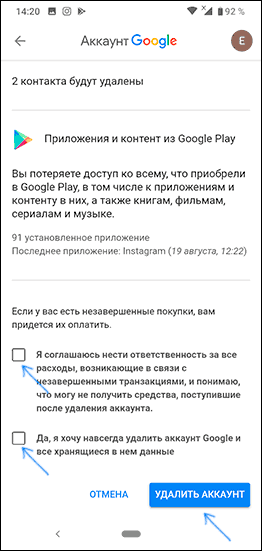 14:20 92 %
Аккаунт Google E
2 контакта будут удалены
Приложения и контент из Google Play
Вы потеряете доступ ко всему, что приобрели
в Google Play, в том числе к приложениям и
контенту в них, а также книгам, фильмам,
сериалам и музыке.
91 установленное приложение
Последнее приложение: Instagram (19 августа, 12:22)
Если у вас есть незавершенные покупки, вам
придется их оплатить.
Я соглашаюсь нести ответственность за все
расходы, возникающие в связи с
незавершенными транзакциями, и понимаю,
что могу не получить средства, поступившие
после удаления аккаунта.
Да, я хочу навсегда удалить аккаунт Google и
все хранящиеся в нем данные
ОТМЕНА УДАЛИТЬ АККАУНТ